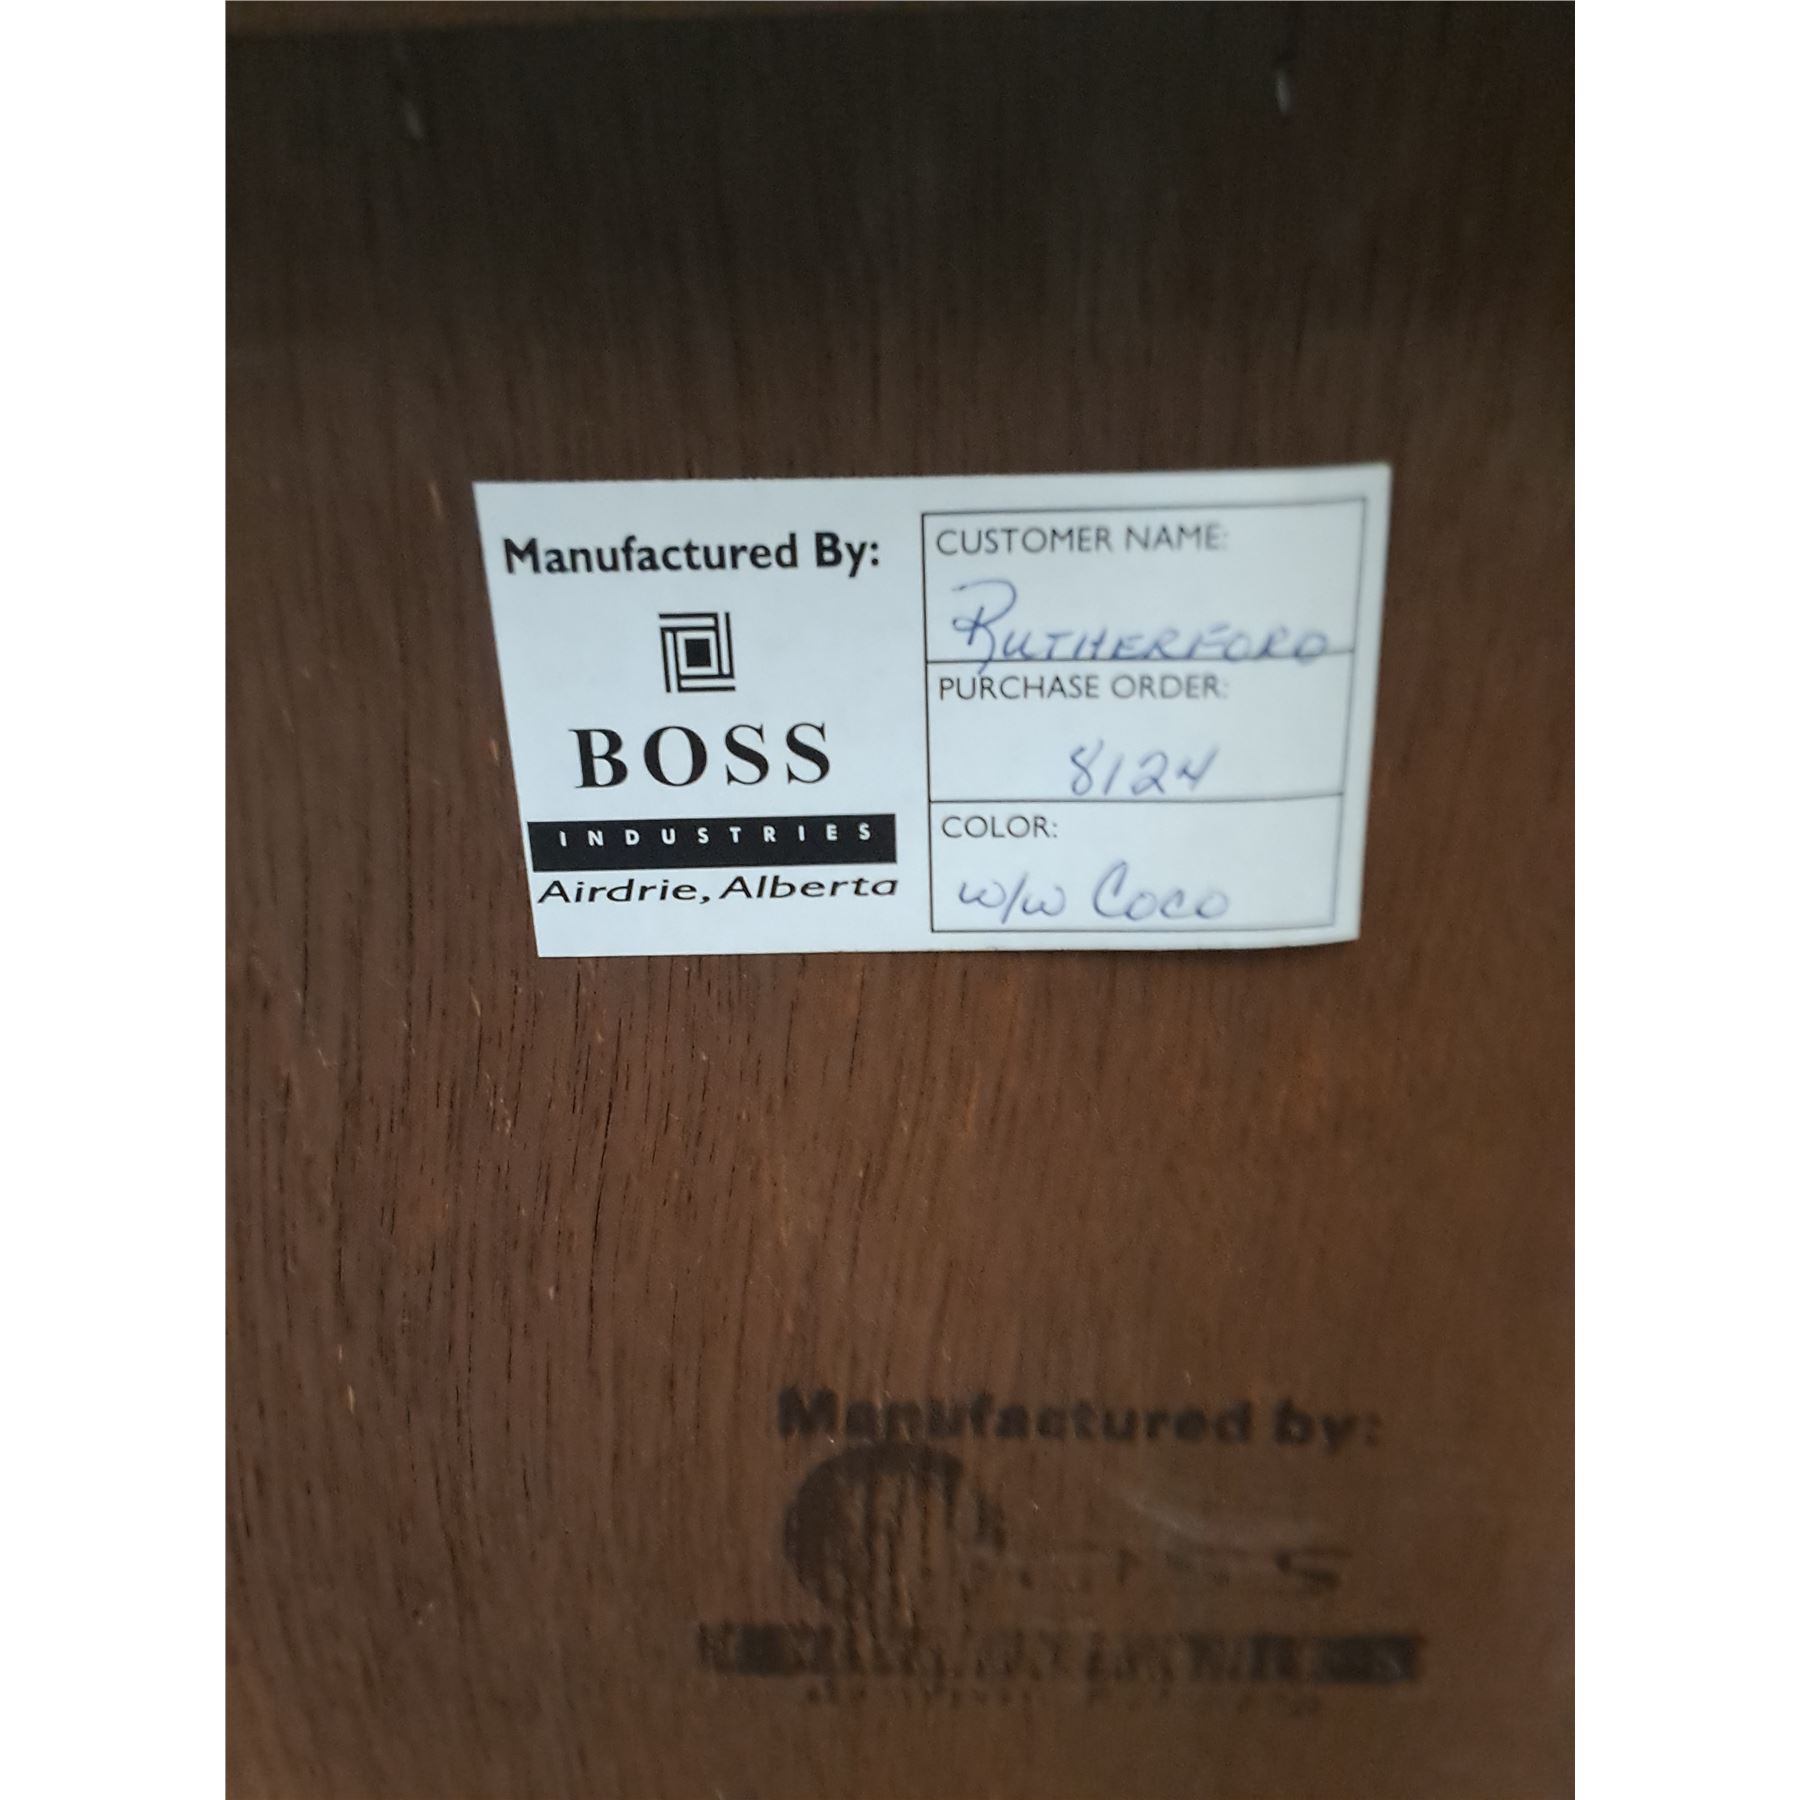 Manufactured By:
BOSS
INDUSTRIES
Airdrie, Alberta
CUSTOMER NAME:
RUTHERFORD
PURCHASE ORDER:
8124
COLOR:
w/w Coco
Manufactured by: